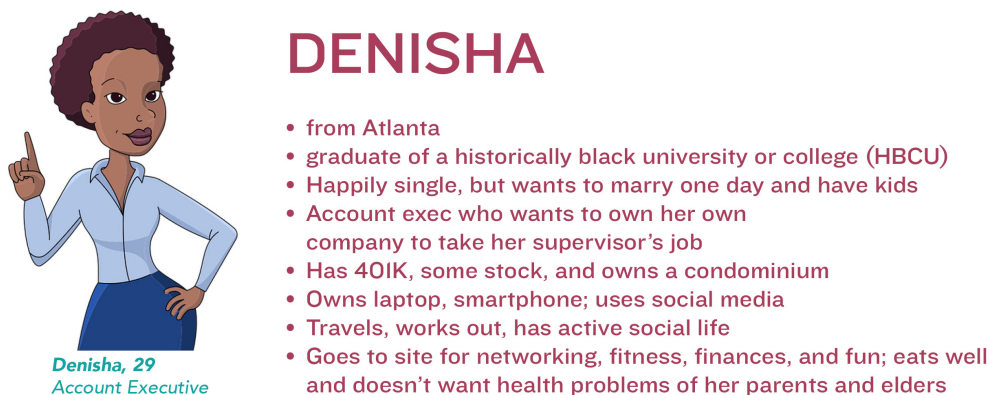 DENISHA
• from Atlanta
• graduate of a historically black university or college (HBCU)
• Happily single, but wants to marry one day and have kids
• Account exec who wants to own her own
company to take her supervisor's job
• Has 401K, some stock, and owns a condominium
• Owns laptop, smartphone; uses social media
• Travels, works out, has active social life
• Goes to site for networking, fitness, finances, and fun; eats well
and doesn't want health problems of her parents and elders
Denisha, 29
Account Executive